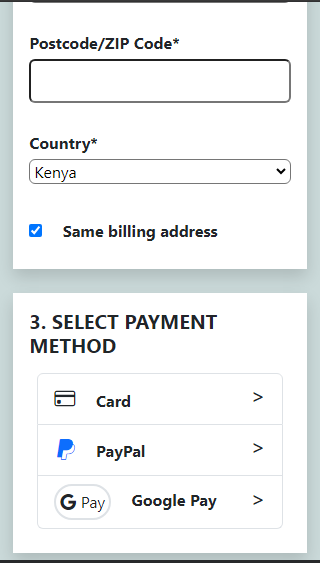 Postcode/ZIP Code*
Country*
Kenya
Same billing address
3. SELECT PAYMENT
METHOD
Card >
PayPal >
G Pay Google Pay >